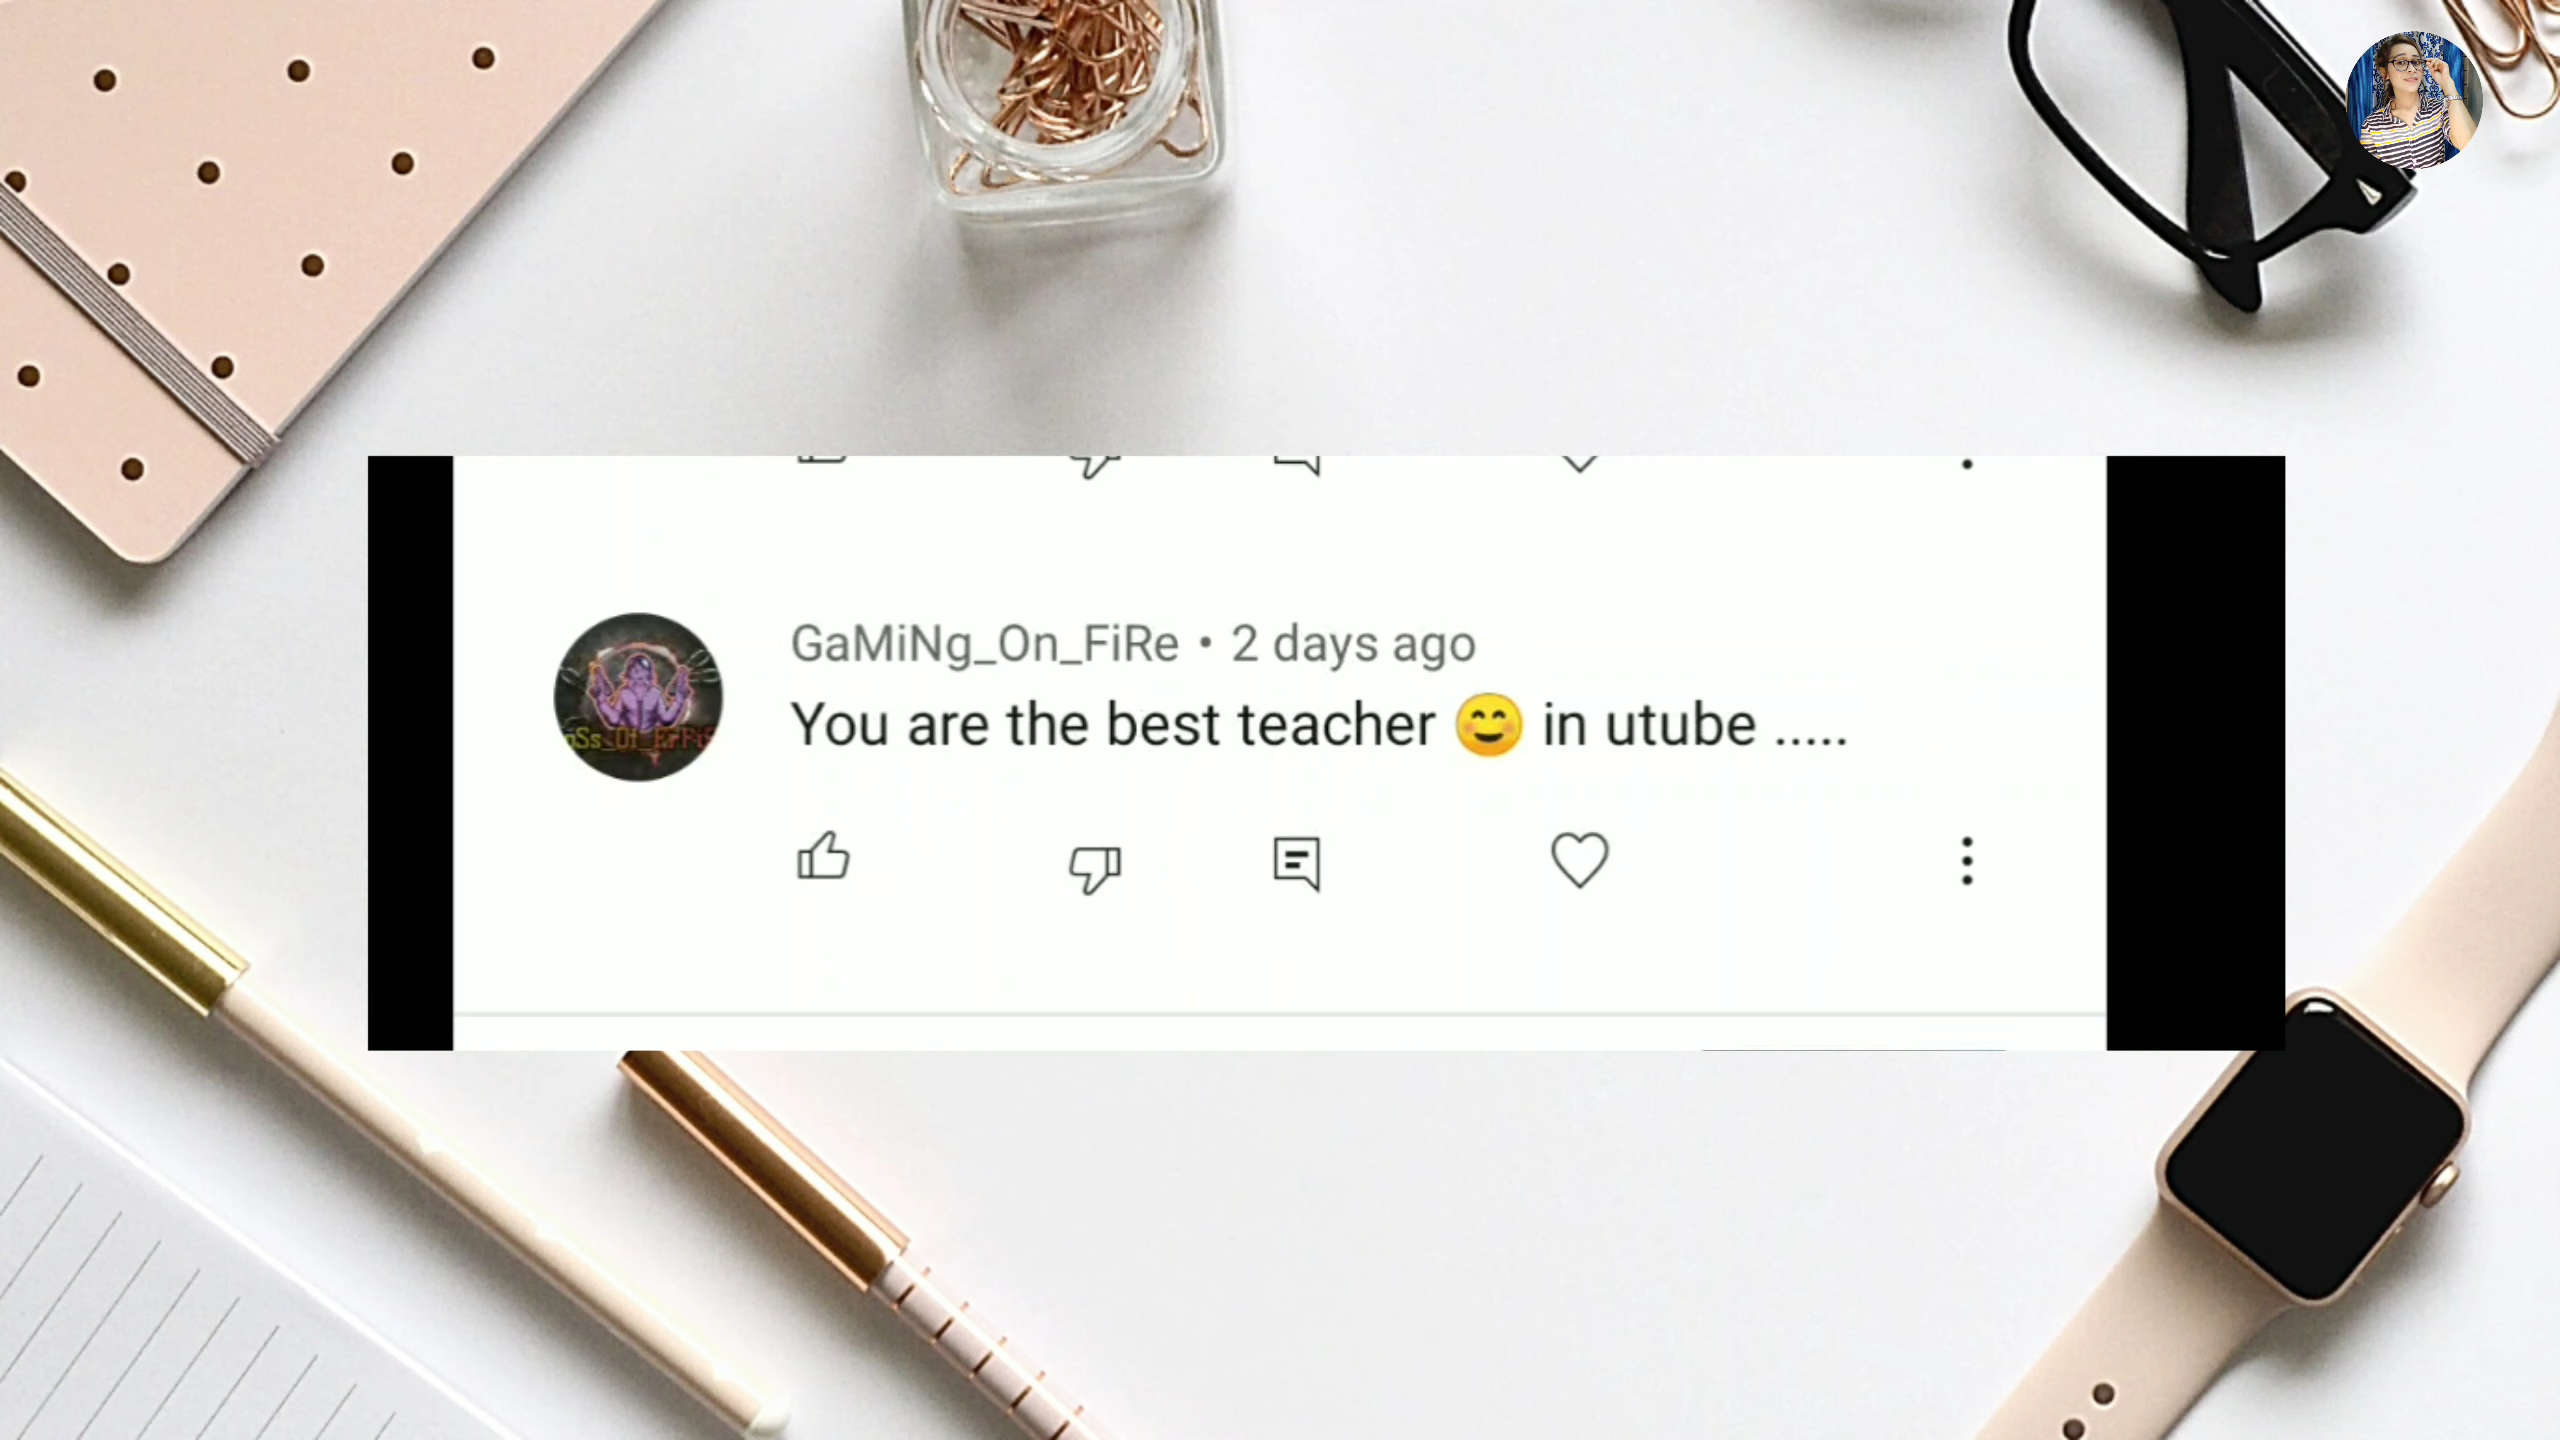 GaMiNg_On_FiRe • 2 days ago
You are the best teacher 😊 in utube .....